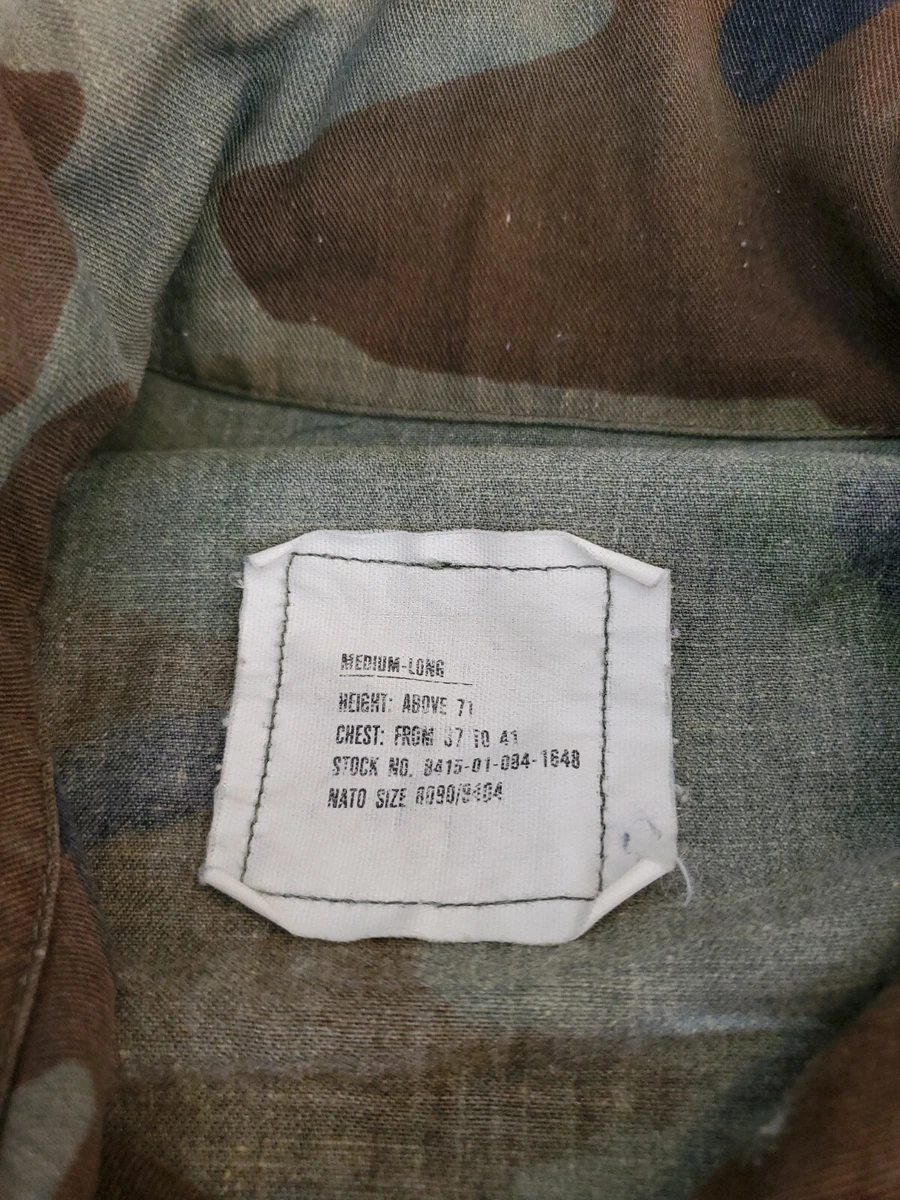 MEDIUM-LONG
HEIGHT: ABOVE 71
CHEST: FROM 37 TO 41
STOCK NO. 8415-01-084-1648
NATO SIZE 8090/9404